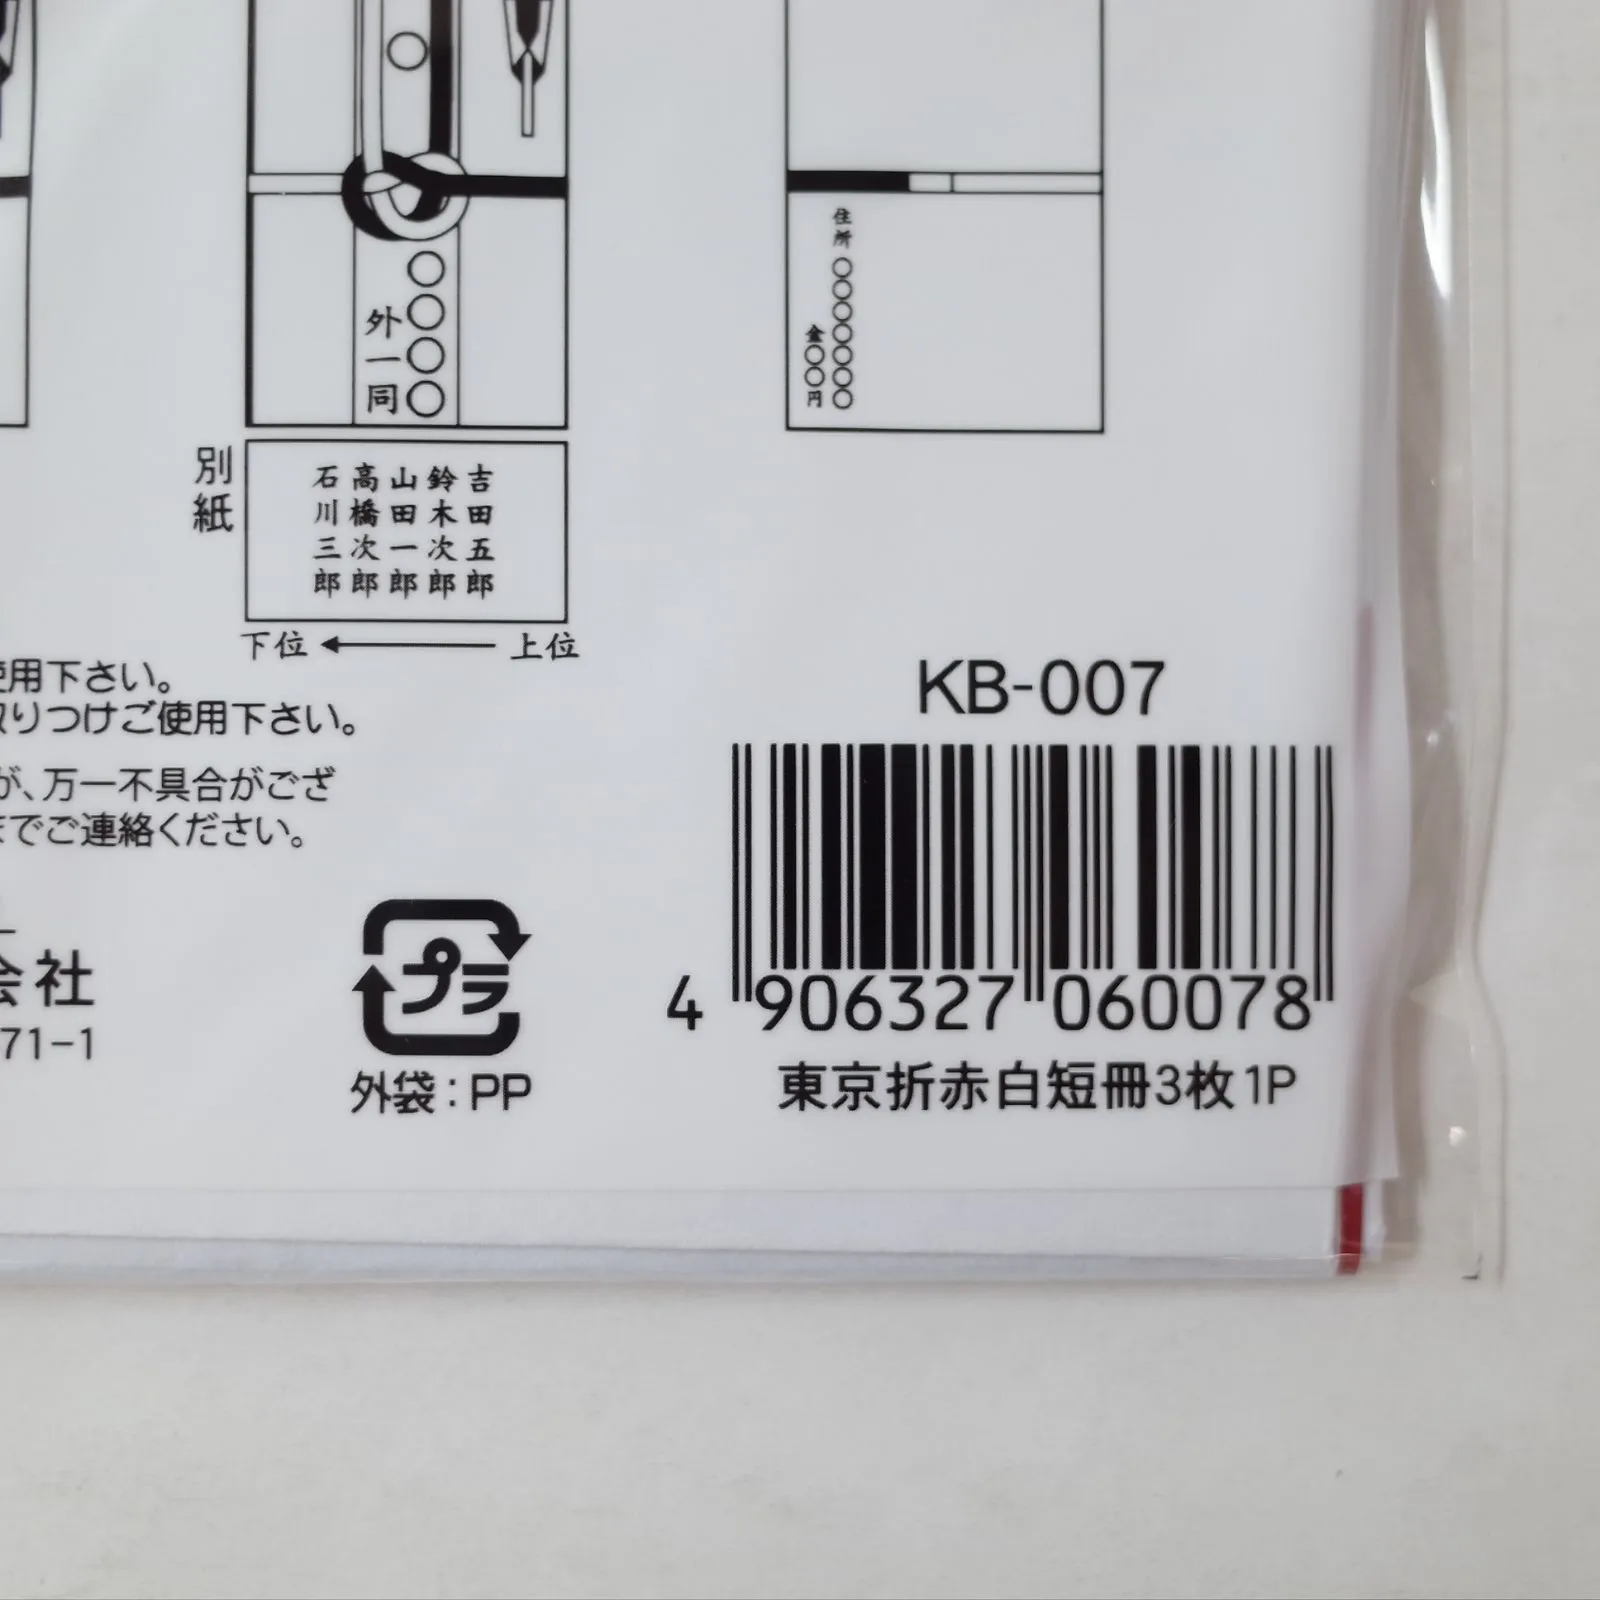 ○
○○○○
外一同
住所 ○○○○○○○
金○○円
別紙
吉田五郎
鈴木次郎
山田一郎
高橋次郎
石川三郎
下位 ← 上位
使用下さい。
取りつけご使用下さい。
が、万一不具合がござ
までご連絡ください。
会社
71-1
プラ
外袋：PP
KB-007
4 906327 060078
東京折赤白短冊3枚1P